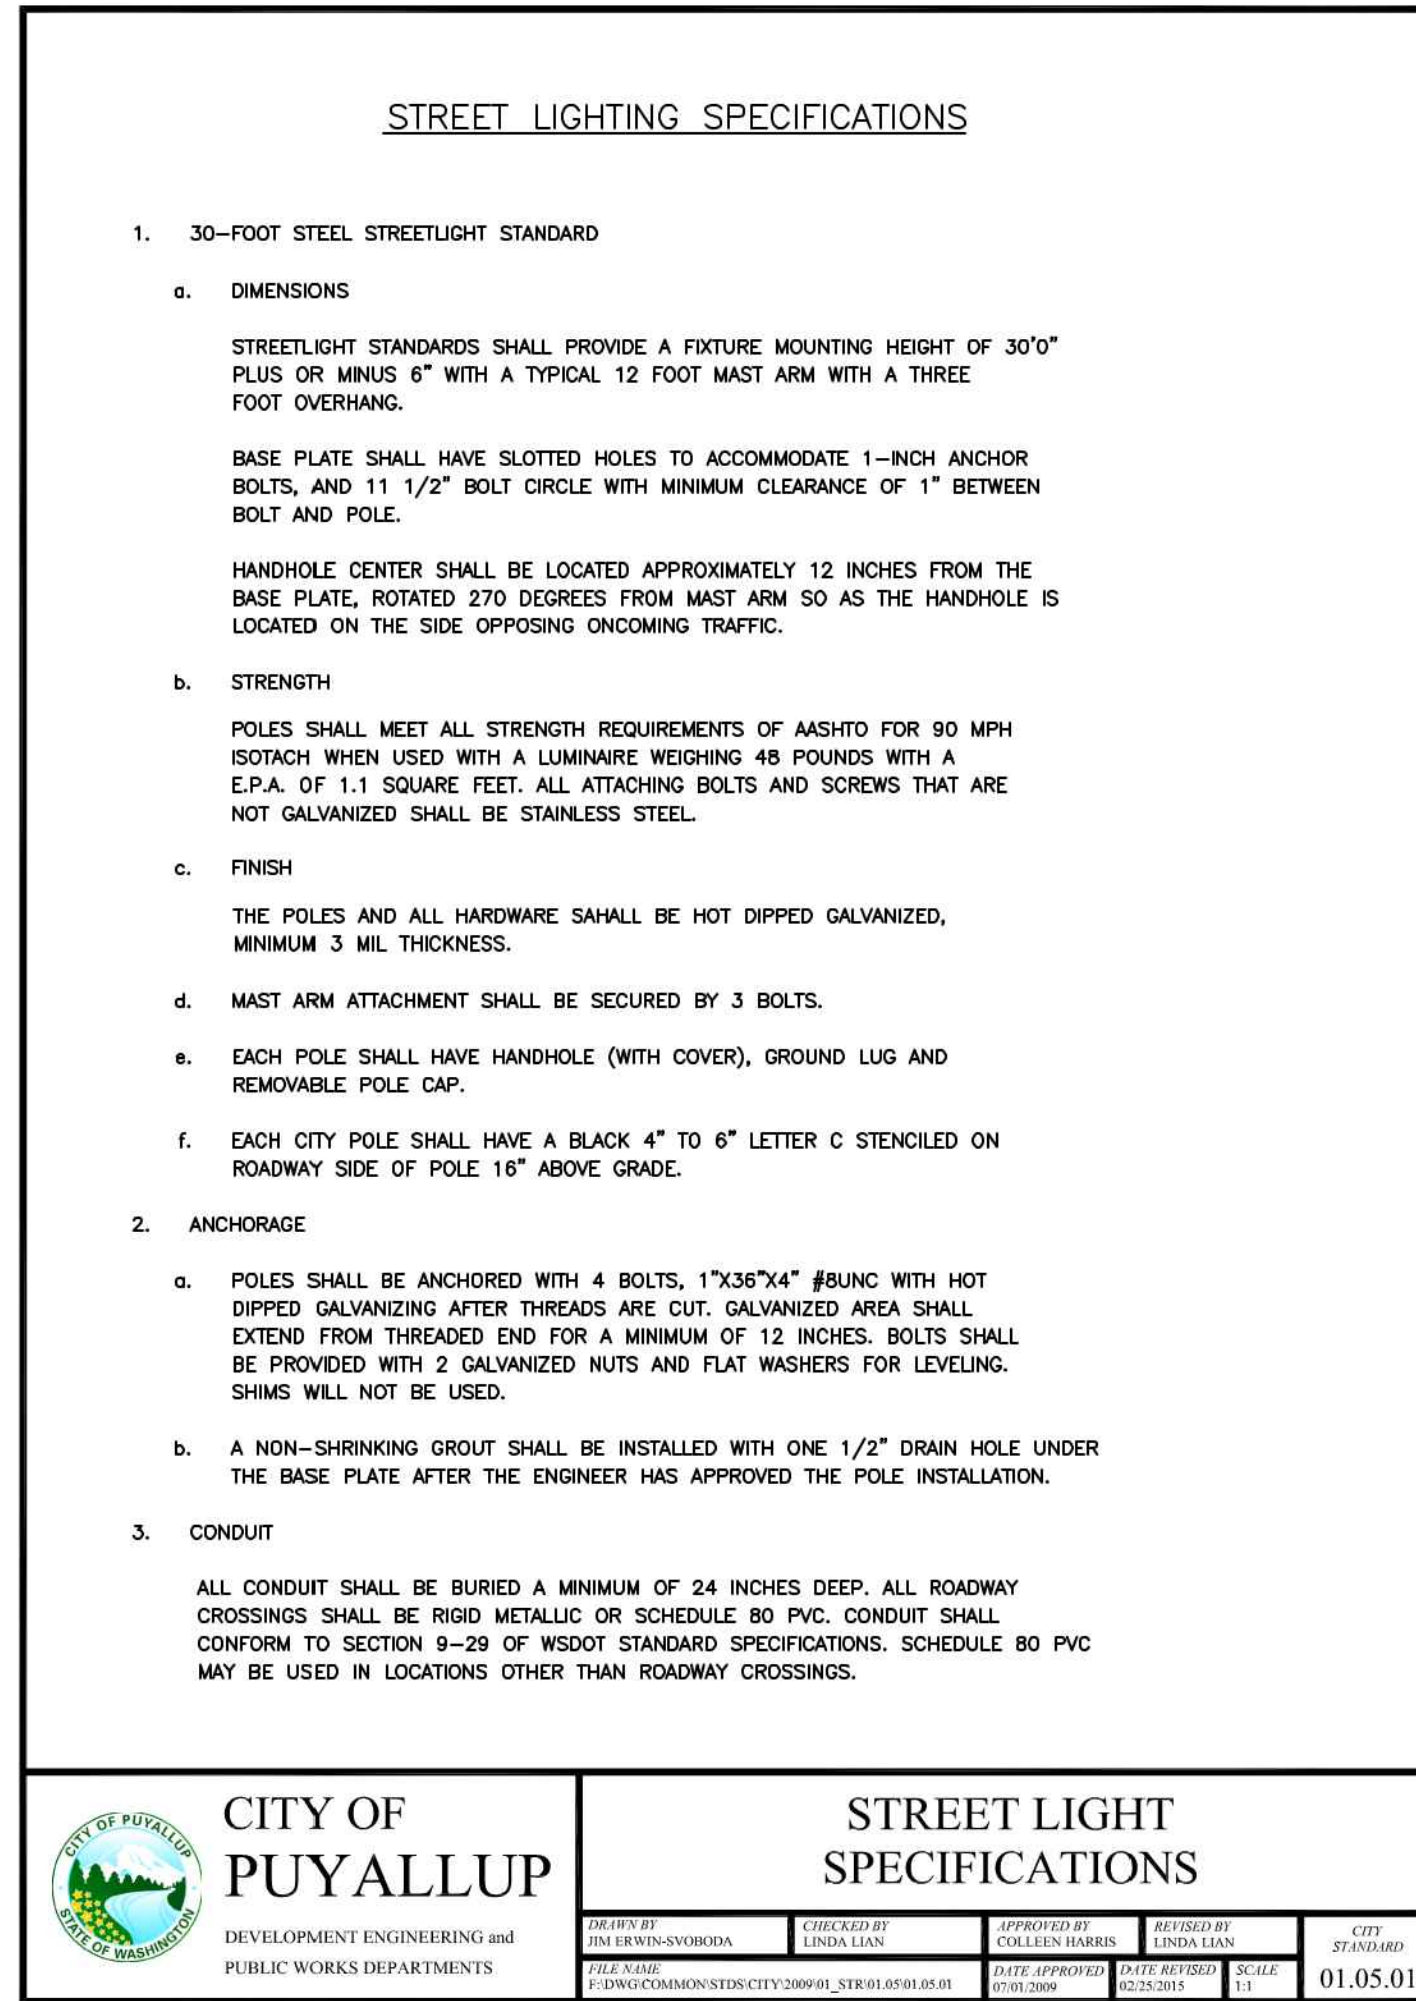 STREET LIGHTING SPECIFICATIONS
1. 30-FOOT STEEL STREETLIGHT STANDARD
a. DIMENSIONS
STREETLIGHT STANDARDS SHALL PROVIDE A FIXTURE MOUNTING HEIGHT OF 30'0"
PLUS OR MINUS 6" WITH A TYPICAL 12 FOOT MAST ARM WITH A THREE
FOOT OVERHANG.
BASE PLATE SHALL HAVE SLOTTED HOLES TO ACCOMMODATE 1-INCH ANCHOR
BOLTS, AND 11 1/2" BOLT CIRCLE WITH MINIMUM CLEARANCE OF 1" BETWEEN
BOLT AND POLE.
HANDHOLE CENTER SHALL BE LOCATED APPROXIMATELY 12 INCHES FROM THE
BASE PLATE, ROTATED 270 DEGREES FROM MAST ARM SO AS THE HANDHOLE IS
LOCATED ON THE SIDE OPPOSING ONCOMING TRAFFIC.
b. STRENGTH
POLES SHALL MEET ALL STRENGTH REQUIREMENTS OF AASHTO FOR 90 MPH
ISOTACH WHEN USED WITH A LUMINAIRE WEIGHING 48 POUNDS WITH A
E.P.A. OF 1.1 SQUARE FEET. ALL ATTACHING BOLTS AND SCREWS THAT ARE
NOT GALVANIZED SHALL BE STAINLESS STEEL.
c. FINISH
THE POLES AND ALL HARDWARE SAHALL BE HOT DIPPED GALVANIZED,
MINIMUM 3 MIL THICKNESS.
d. MAST ARM ATTACHMENT SHALL BE SECURED BY 3 BOLTS.
e. EACH POLE SHALL HAVE HANDHOLE (WITH COVER), GROUND LUG AND
REMOVABLE POLE CAP.
f. EACH CITY POLE SHALL HAVE A BLACK 4" TO 6" LETTER C STENCILED ON
ROADWAY SIDE OF POLE 16" ABOVE GRADE.
2. ANCHORAGE
a. POLES SHALL BE ANCHORED WITH 4 BOLTS, 1"X36"X4" #8UNC WITH HOT
DIPPED GALVANIZING AFTER THREADS ARE CUT. GALVANIZED AREA SHALL
EXTEND FROM THREADED END FOR A MINIMUM OF 12 INCHES. BOLTS SHALL
BE PROVIDED WITH 2 GALVANIZED NUTS AND FLAT WASHERS FOR LEVELING.
SHIMS WILL NOT BE USED.
b. A NON-SHRINKING GROUT SHALL BE INSTALLED WITH ONE 1/2" DRAIN HOLE UNDER
THE BASE PLATE AFTER THE ENGINEER HAS APPROVED THE POLE INSTALLATION.
3. CONDUIT
ALL CONDUIT SHALL BE BURIED A MINIMUM OF 24 INCHES DEEP. ALL ROADWAY
CROSSINGS SHALL BE RIGID METALLIC OR SCHEDULE 80 PVC. CONDUIT SHALL
CONFORM TO SECTION 9-29 OF WSDOT STANDARD SPECIFICATIONS. SCHEDULE 80 PVC
MAY BE USED IN LOCATIONS OTHER THAN ROADWAY CROSSINGS.
CITY OF PUYALLUP
STATE OF WASHINGTON
CITY OF
PUYALLUP
DEVELOPMENT ENGINEERING and
PUBLIC WORKS DEPARTMENTS
STREET LIGHT
SPECIFICATIONS
DRAWN BY
JIM ERWIN-SVOBODA
CHECKED BY
LINDA LIAN
APPROVED BY
COLLEEN HARRIS
REVISED BY
LINDA LIAN
FILE NAME
F:\DWG\COMMON\STDS\CITY\2009\01_STR\01.05\01.05.01
DATE APPROVED
07/01/2009
DATE REVISED
02/25/2015
SCALE
1:1
CITY
STANDARD
01.05.01